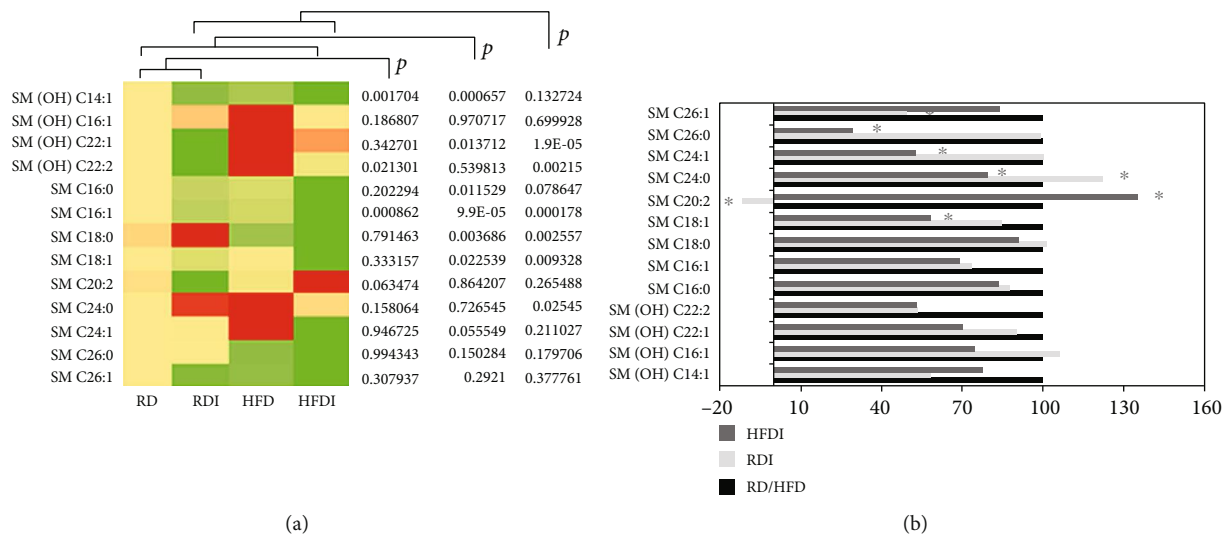 p
p
p
SM (OH) C14:1 0.001704 0.000657 0.132724
SM (OH) C16:1 0.186807 0.970717 0.699928
SM (OH) C22:1 0.342701 0.013712 1.9E-05
SM (OH) C22:2 0.021301 0.539813 0.00215
SM C16:0 0.202294 0.011529 0.078647
SM C16:1 0.000862 9.9E-05 0.000178
SM C18:0 0.791463 0.003686 0.002557
SM C18:1 0.333157 0.022539 0.009328
SM C20:2 0.063474 0.864207 0.265488
SM C24:0 0.158064 0.726545 0.02545
SM C24:1 0.946725 0.055549 0.211027
SM C26:0 0.994343 0.150284 0.179706
SM C26:1 0.307937 0.2921 0.377761
RD RDI HFD HFDI
(a)
SM C26:1 *
SM C26:0 *
SM C24:1 *
SM C24:0 * *
SM C20:2 * *
SM C18:1 *
SM C18:0
SM C16:1
SM C16:0
SM (OH) C22:2
SM (OH) C22:1
SM (OH) C16:1
SM (OH) C14:1
−20 10 40 70 100 130 160
HFDI
RDI
RD/HFD
(b)